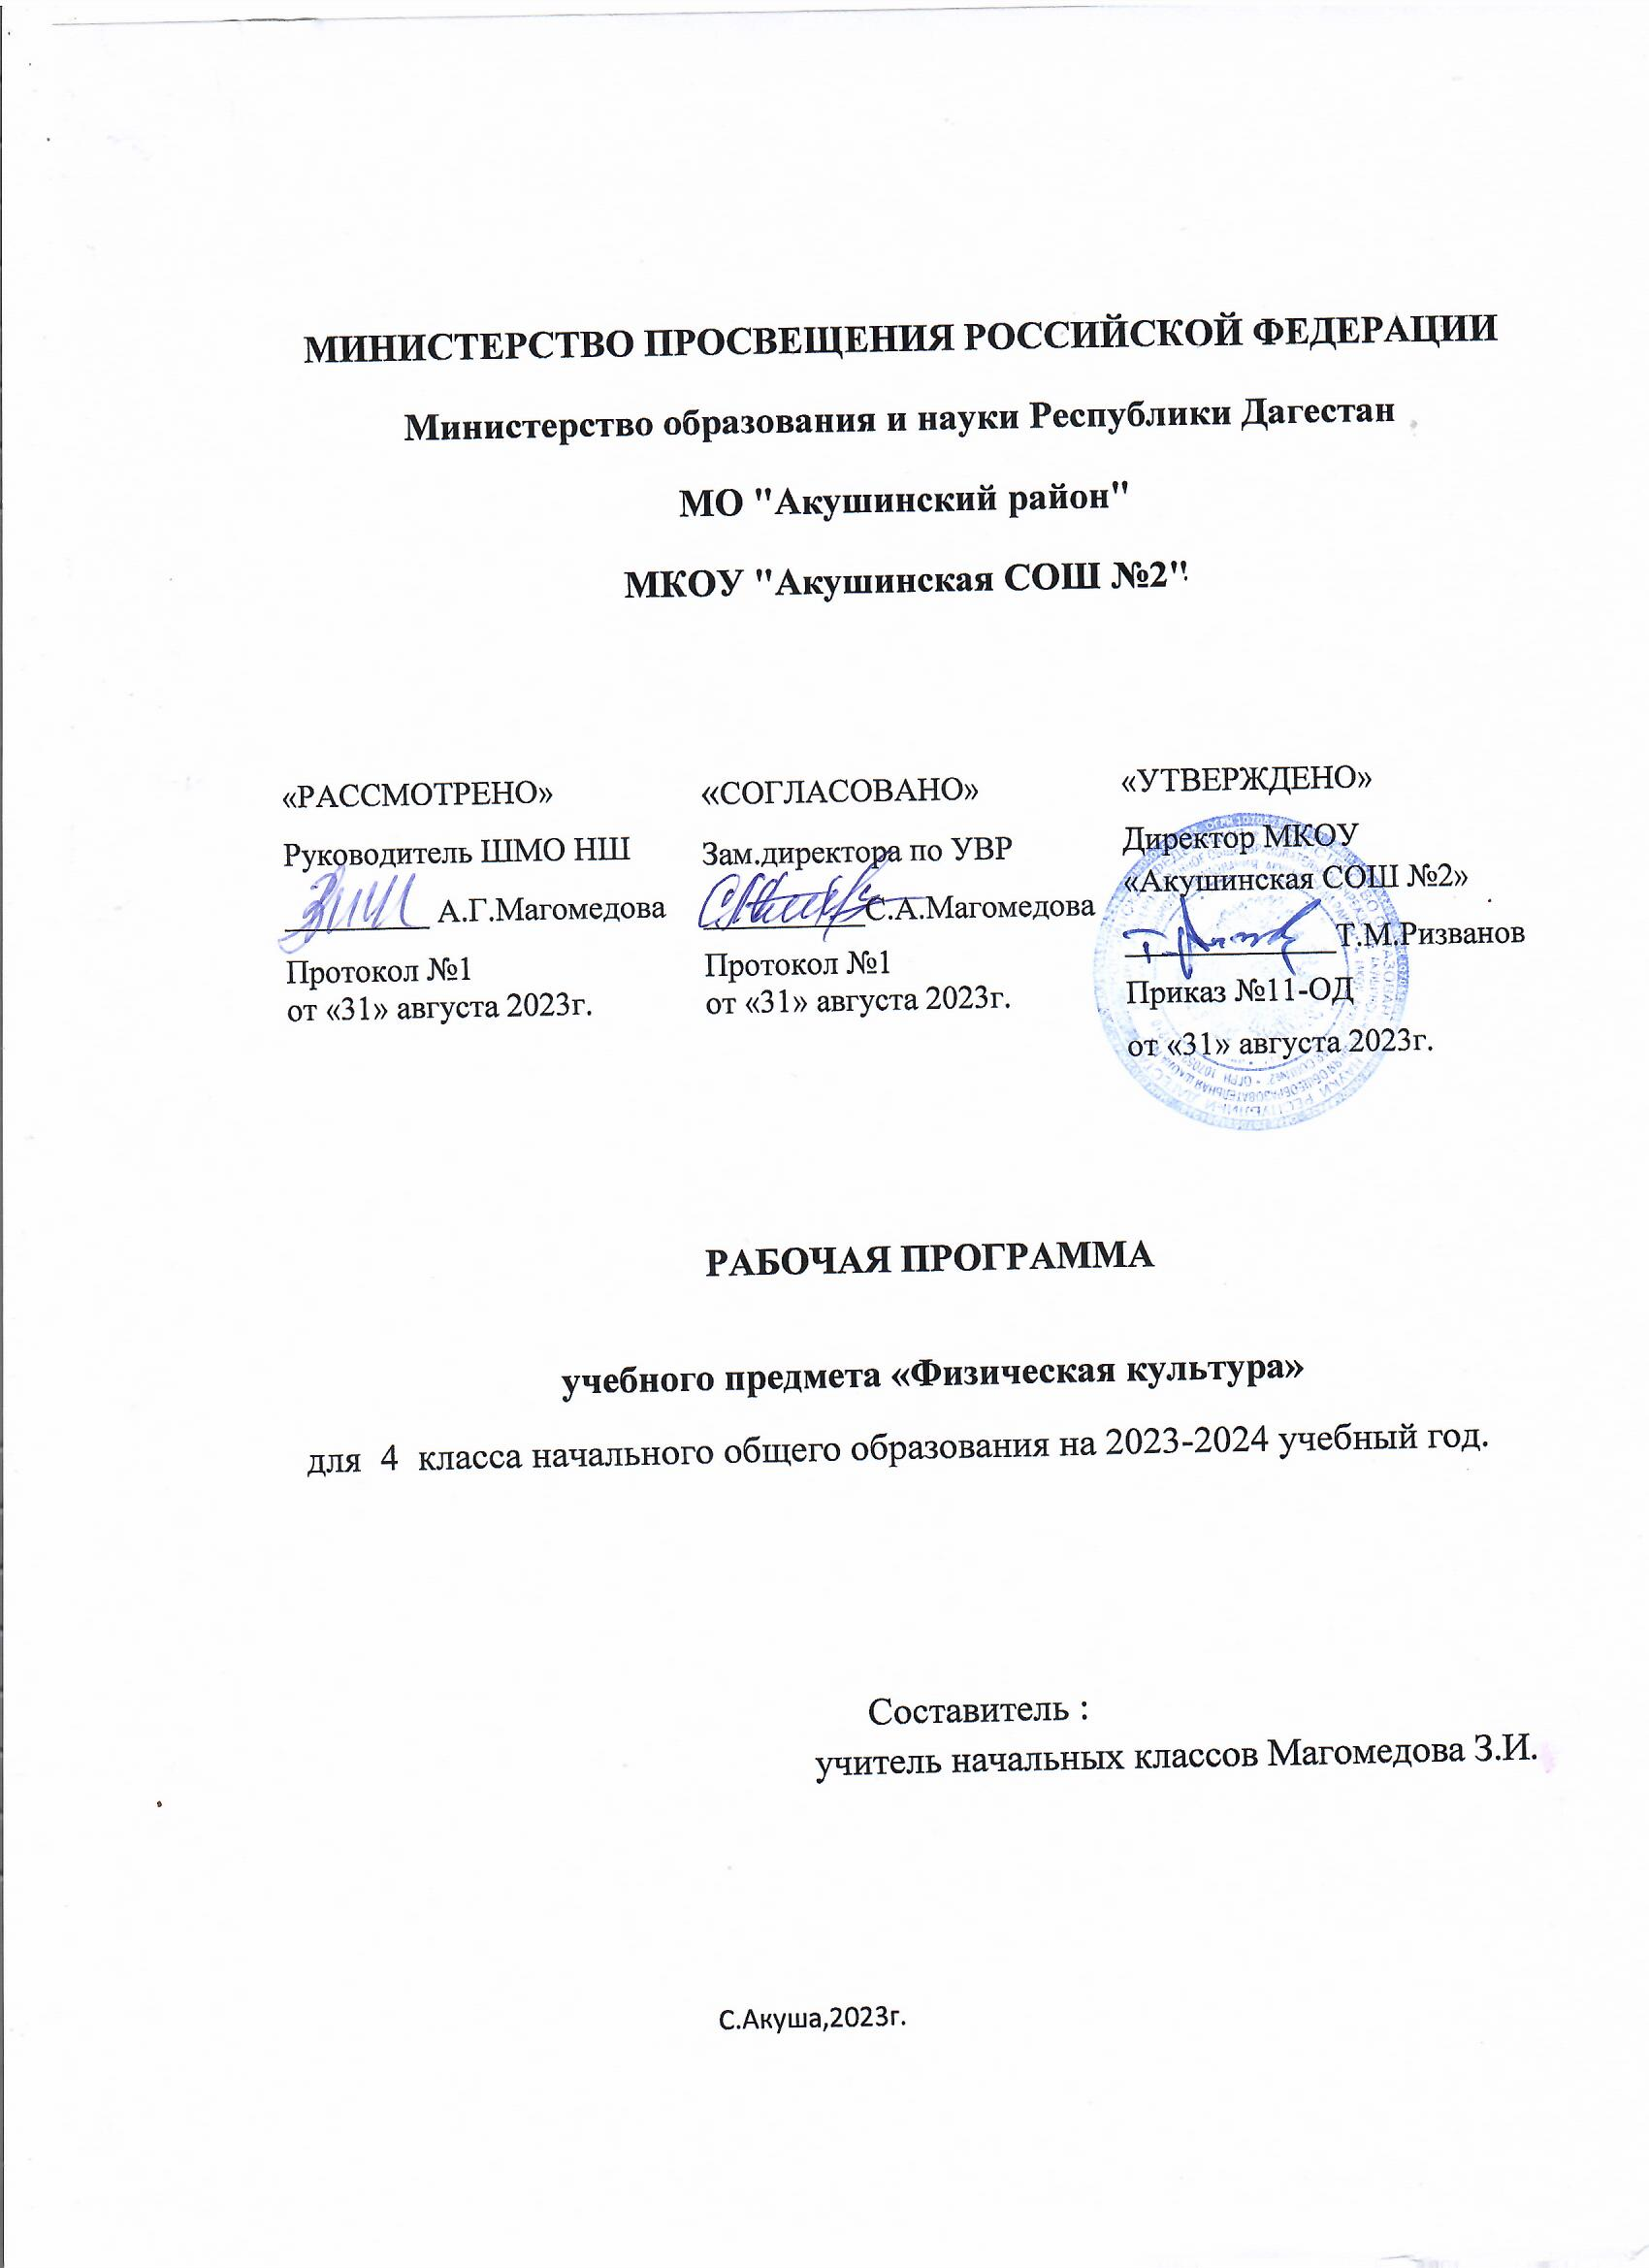 МИНИСТЕРСТВО ПРОСВЕЩЕНИЯ РОССИЙСКОЙ ФЕДЕРАЦИИ
Министерство образования и науки Республики Дагестан
МО "Акушинский район"
МКОУ "Акушинская СОШ №2"
«РАССМОТРЕНО»
Руководитель ШМО НШ
А.Г.Магомедова
Протокол №1
от «31» августа 2023г.
«СОГЛАСОВАНО»
Зам.директора по УВР
С.А.Магомедова
Протокол №1
от «31» августа 2023г.
«УТВЕРЖДЕНО»
Директор МКОУ
«Акушинская СОШ №2»
Т.М.Ризванов
Приказ №11-ОД
от «31» августа 2023г.
РАБОЧАЯ ПРОГРАММА
учебного предмета «Физическая культура»
для 4 класса начального общего образования на 2023-2024 учебный год.
Составитель :
учитель начальных классов Магомедова З.И.
С.Акуша,2023г.